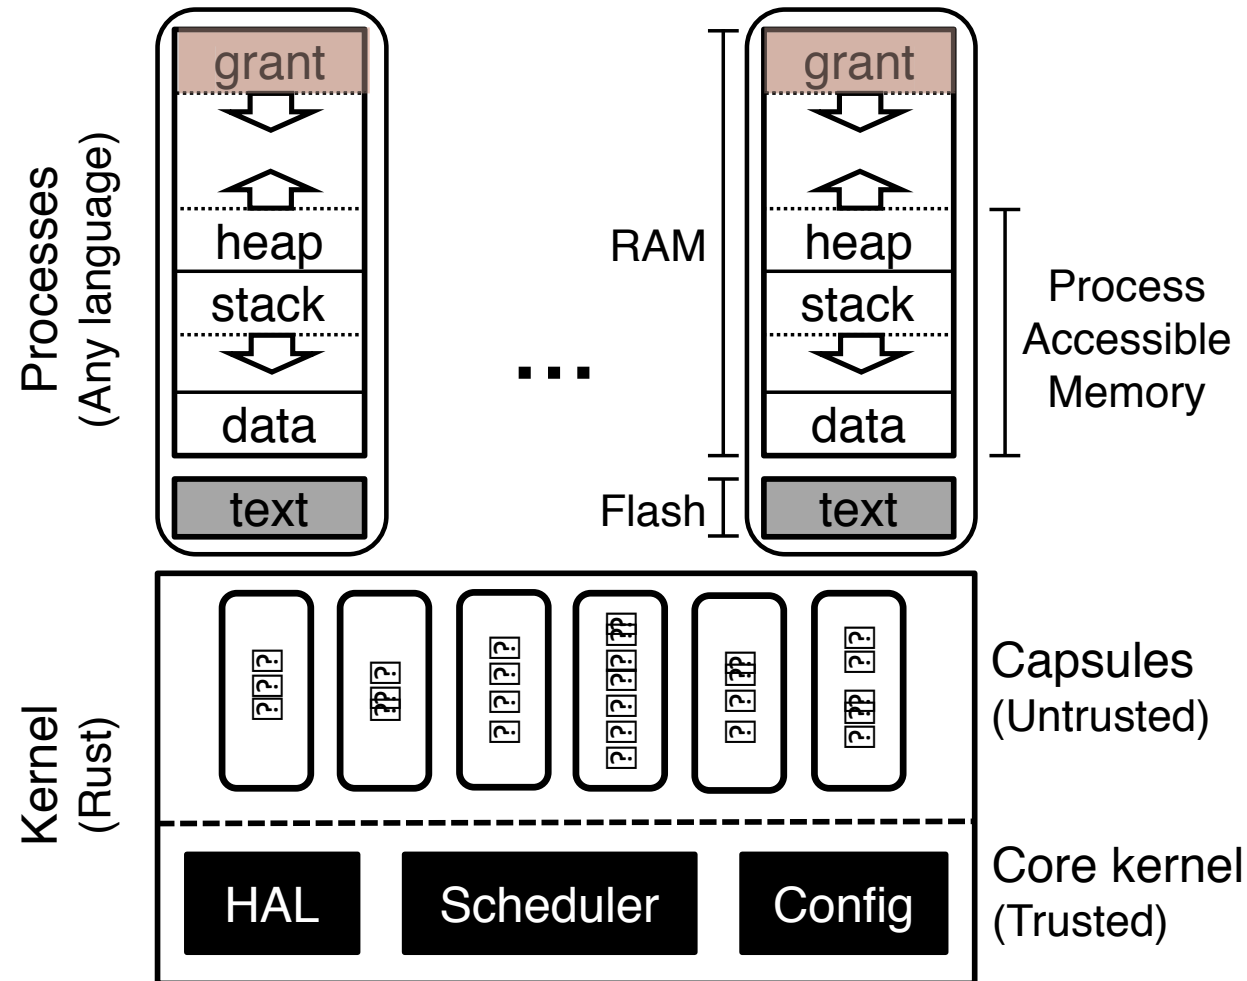 grant
heap
stack
data
text
Processes
(Any language)
...
RAM
Flash
grant
heap
stack
data
text
Process
Accessible
Memory
Kernel
(Rust)
Capsules
(Untrusted)
HAL
Scheduler
Config
Core kernel
(Trusted)